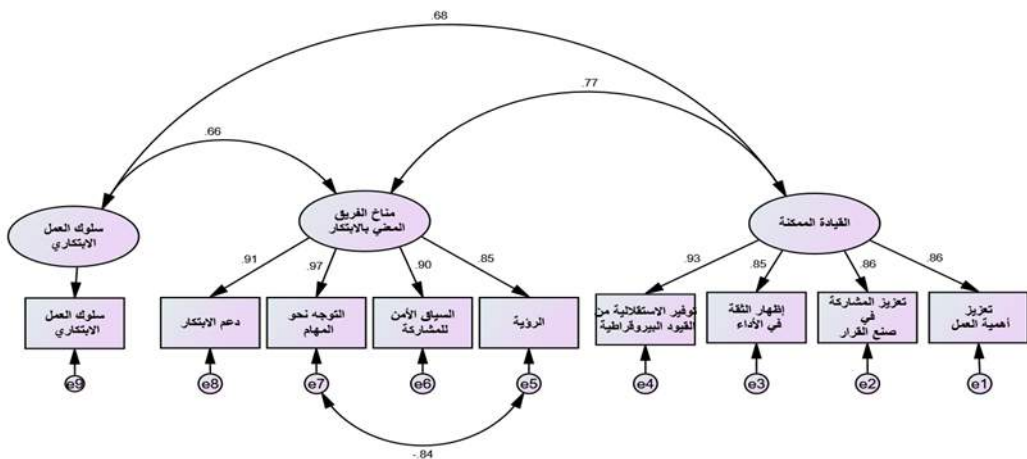 .68
.77
.66
القيادة الممكنة
مناخ الفريق
المعني بالابتكار
سلوك العمل
الابتكاري
.86
.86
.85
.93
.85
.90
.97
.91
تعزيز
أهمية العمل
تعزيز المشاركة
في
صنع القرار
إظهار الثقة
في الأداء
توفير الاستقلالية من
القيود البيروقراطية
الرؤية
السياق الأمن
للمشاركة
التوجه نحو
المهام
دعم الابتكار
سلوك العمل
الابتكاري
e1
e2
e3
e4
e5
e6
e7
e8
e9
-.84